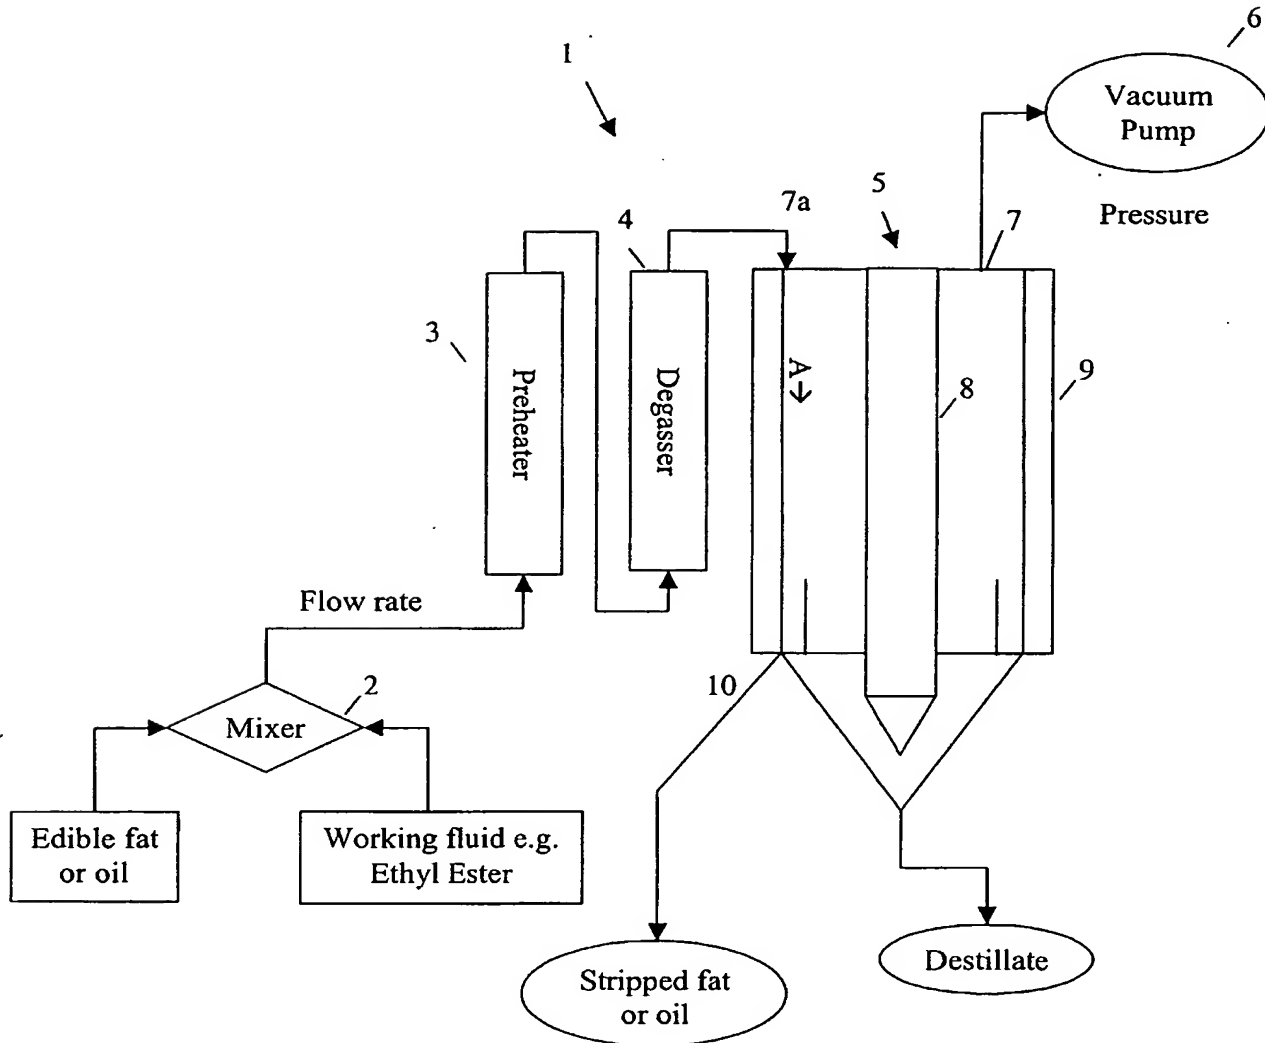 6
1
Vacuum
Pump
7a
5
4
Pressure
7
3
Preheater
Degasser
A
9
8
Flow rate
10
2
Mixer
Edible fat
or oil
Working fluid e.g.
Ethyl Ester
Stripped fat
or oil
Destillate